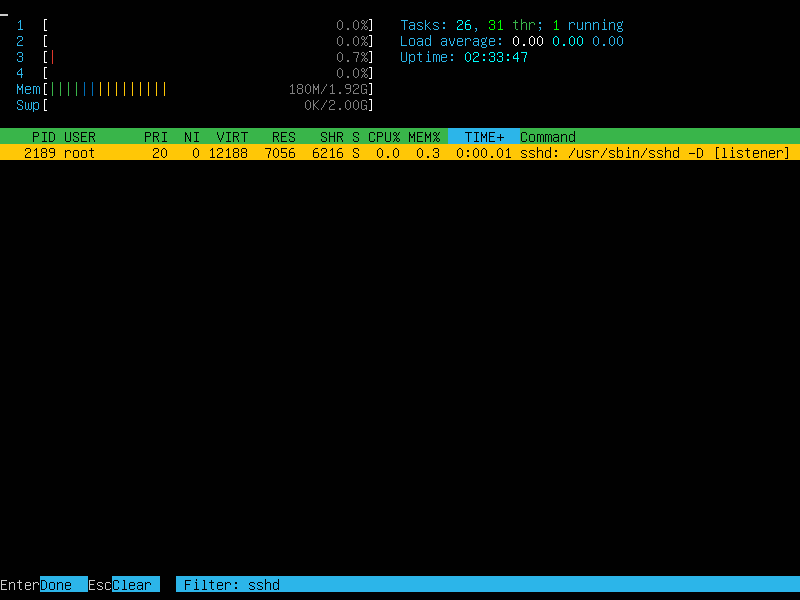 1 [ 0.0%] Tasks: 26, 31 thr; 1 running
2 [ 0.0%] Load average: 0.00 0.00 0.00
3 [| 0.7%] Uptime: 02:33:47
4 [ 0.0%]
Mem[||||||||||||||| 180M/1.92G]
Swp[ 0K/2.00G]
PID USER PRI NI VIRT RES SHR S CPU% MEM% TIME+ Command
2189 root 20 0 12188 7056 6216 S 0.0 0.3 0:00.01 sshd: /usr/sbin/sshd -D [listener]
EnterDone EscClear Filter: sshd